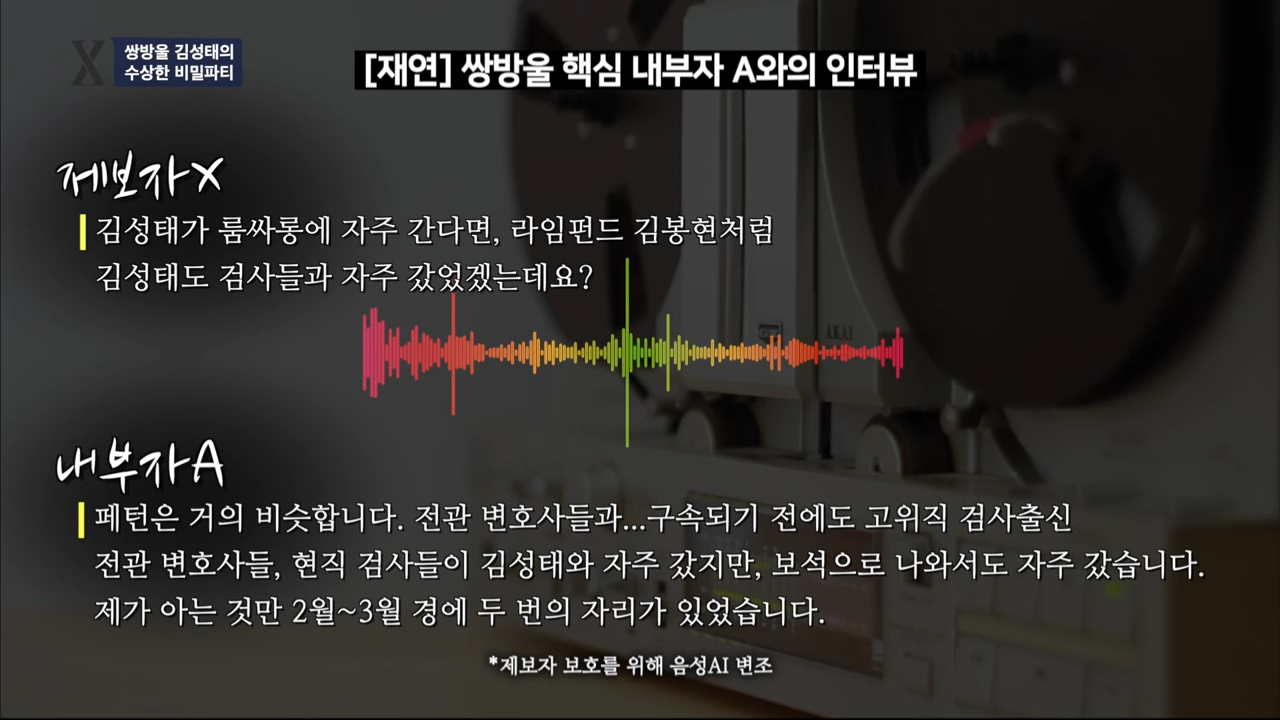 X
쌍방울 김성태의
수상한 비밀파티
[재연] 쌍방울 핵심 내부자 A와의 인터뷰
제보자X
김성태가 룸싸롱에 자주 간다면, 라임펀드 김봉현처럼
김성태도 검사들과 자주 갔었겠는데요?
AKAI
내부자A
패턴은 거의 비슷합니다. 전관 변호사들과...구속되기 전에도 고위직 검사출신
전관 변호사들, 현직 검사들이 김성태와 자주 갔지만, 보석으로 나와서도 자주 갔습니다.
제가 아는 것만 2월~3월 경에 두 번의 자리가 있었습니다.
*제보자 보호를 위해 음성AI 변조